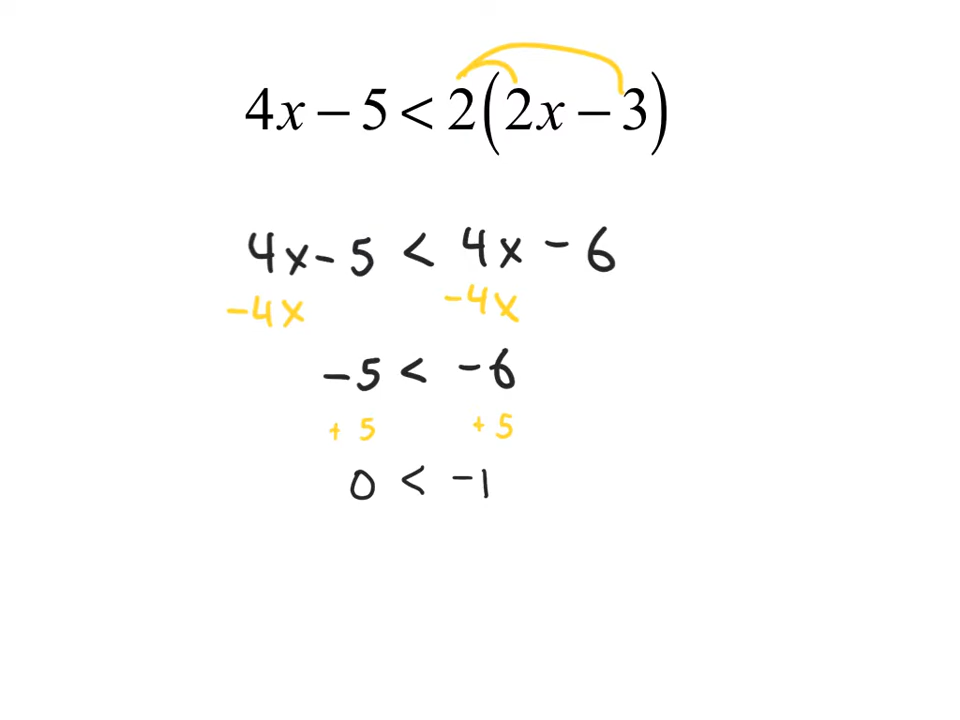 4x − 5 < 2(2x − 3)
4x - 5 < 4x - 6
-4x -4x
-5 < -6
+5 +5
0 < -1